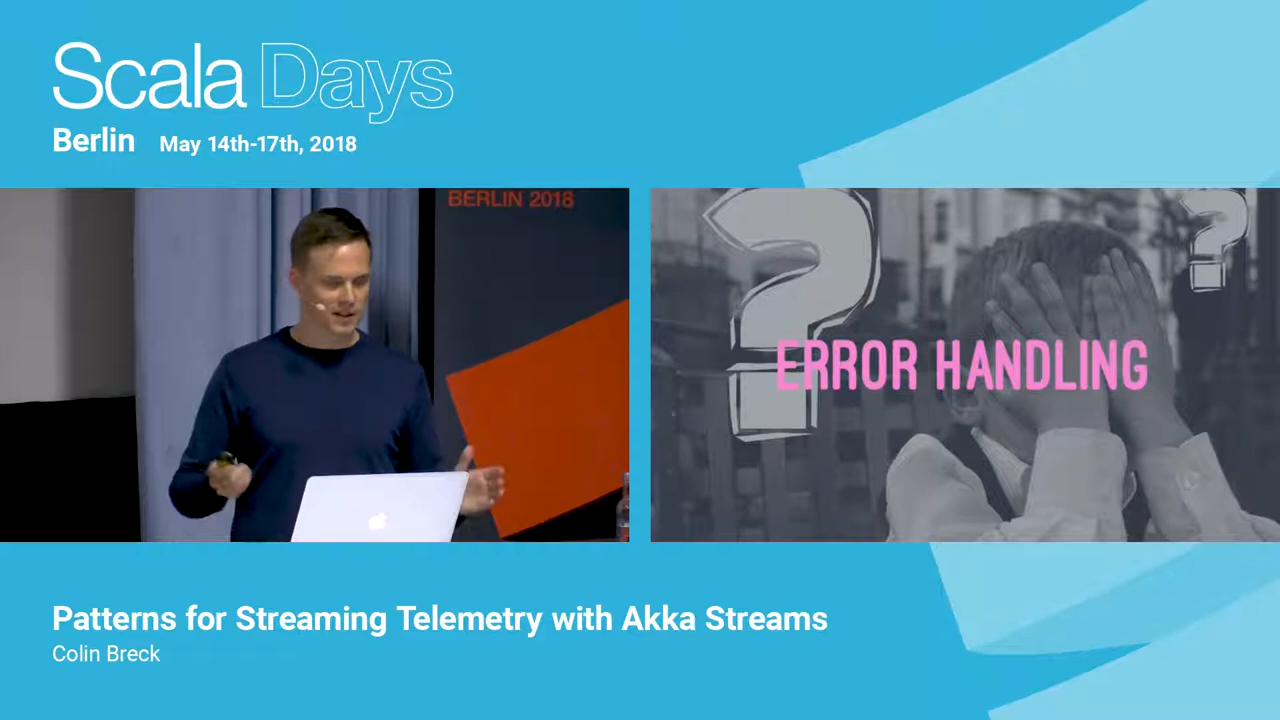 Scala Days
Berlin May 14th-17th, 2018
BERLIN 2018
?
?
ERROR HANDLING
Patterns for Streaming Telemetry with Akka Streams
Colin Breck